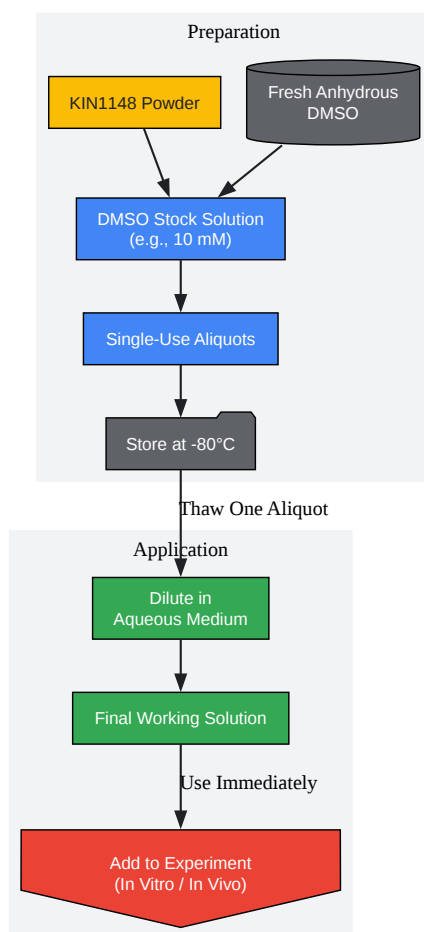 Preparation
KIN1148 Powder
Fresh Anhydrous
DMSO
DMSO Stock Solution
(e.g., 10 mM)
Single-Use Aliquots
Store at -80°C
Thaw One Aliquot
Application
Dilute in
Aqueous Medium
Final Working Solution
Use Immediately
Add to Experiment
(In Vitro / In Vivo)